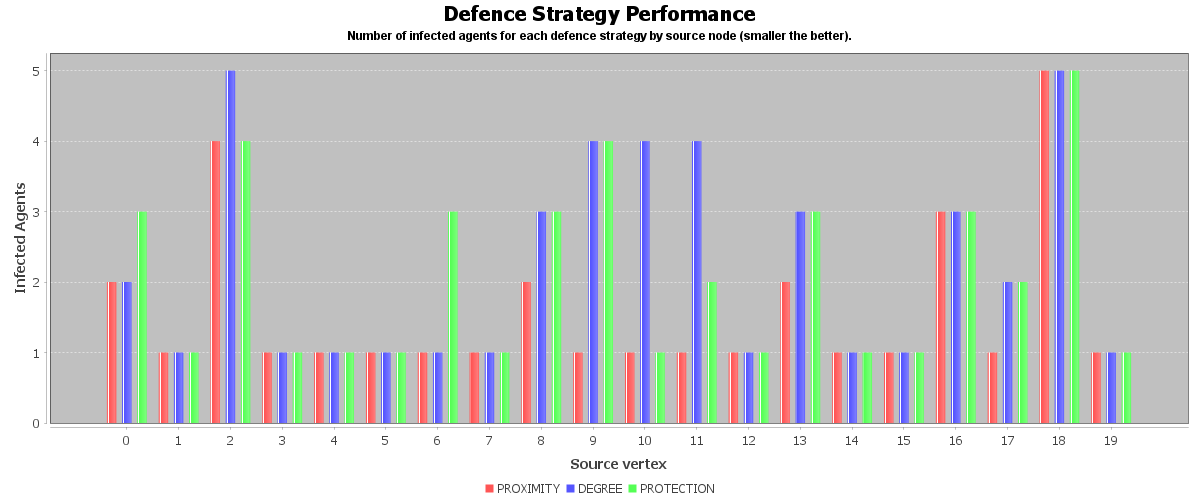 Defence Strategy Performance
Number of infected agents for each defence strategy by source node (smaller the better).
Infected Agents
5
4
3
2
1
0
0 1 2 3 4 5 6 7 8 9 10 11 12 13 14 15 16 17 18 19
Source vertex
PROXIMITY DEGREE PROTECTION